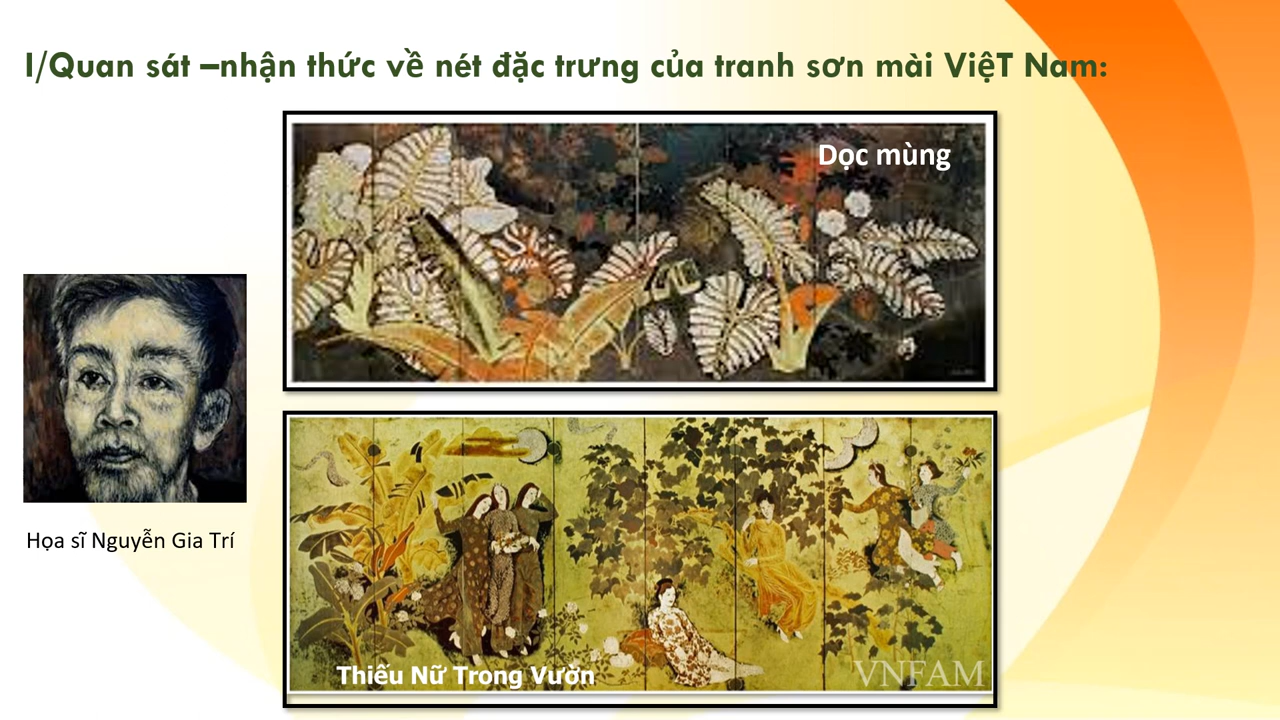 I/Quan sát –nhận thức về nét đặc trưng của tranh sơn mài ViệT Nam:
Dọc mùng
Họa sĩ Nguyễn Gia Trí
Thiếu Nữ Trong Vườn
VNFAM